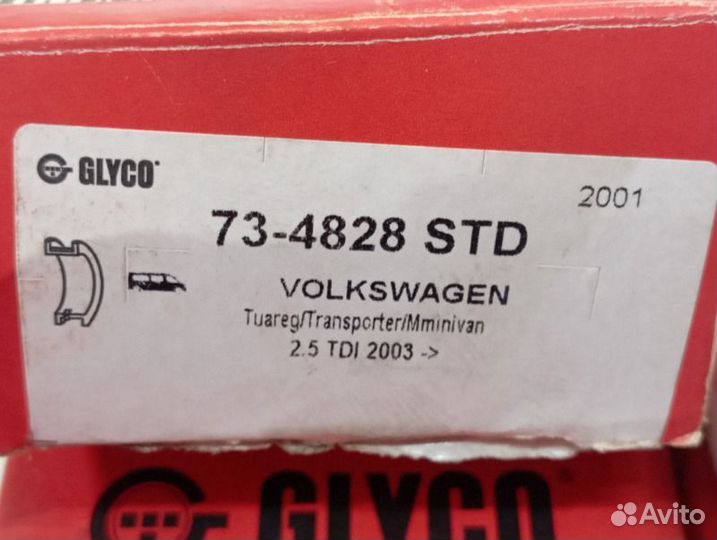 GLYCO
2001
73-4828 STD
VOLKSWAGEN
Tuareg/Transporter/Mminivan
2.5 TDI 2003 ->
GLYCO
Avito